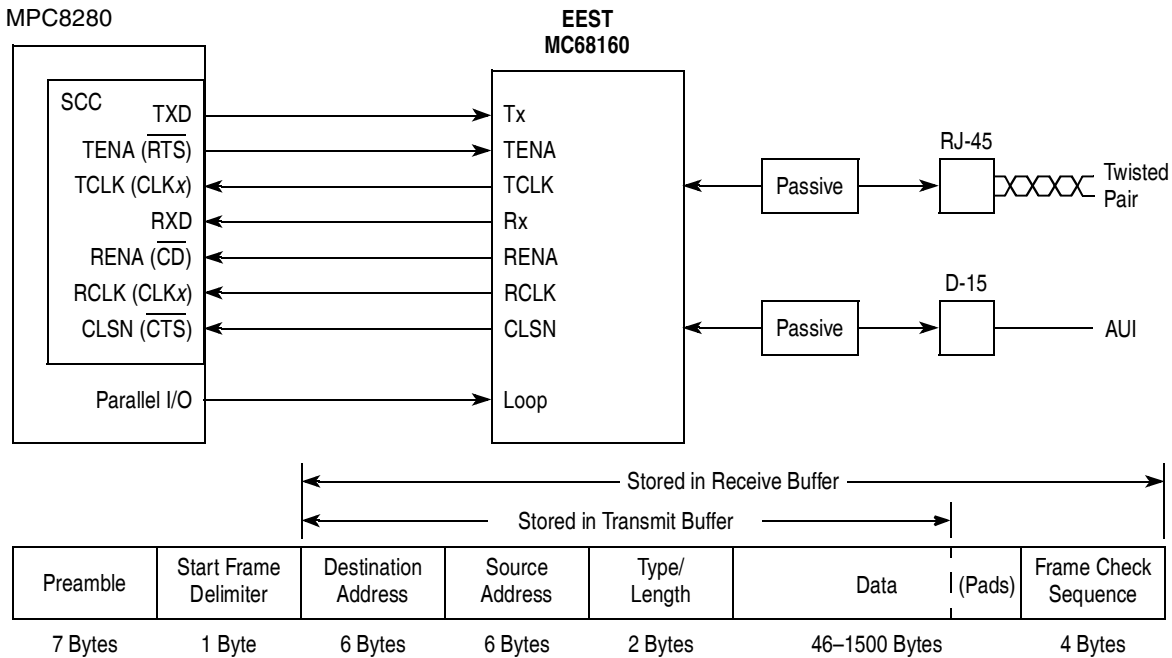 MPC8280
EEST
MC68160
SCC
TXD
Tx
TENA (RTS)
TENA
TCLK (CLKx)
TCLK
RXD
Rx
RENA (CD)
RENA
RCLK (CLKx)
RCLK
CLSN (CTS)
CLSN
Parallel I/O
Loop
Passive
RJ-45
Twisted
Pair
Passive
D-15
AUI
Stored in Receive Buffer
Stored in Transmit Buffer
Preamble
Start Frame
Delimiter
Destination
Address
Source
Address
Type/
Length
Data
(Pads)
Frame Check
Sequence
7 Bytes
1 Byte
6 Bytes
6 Bytes
2 Bytes
46–1500 Bytes
4 Bytes